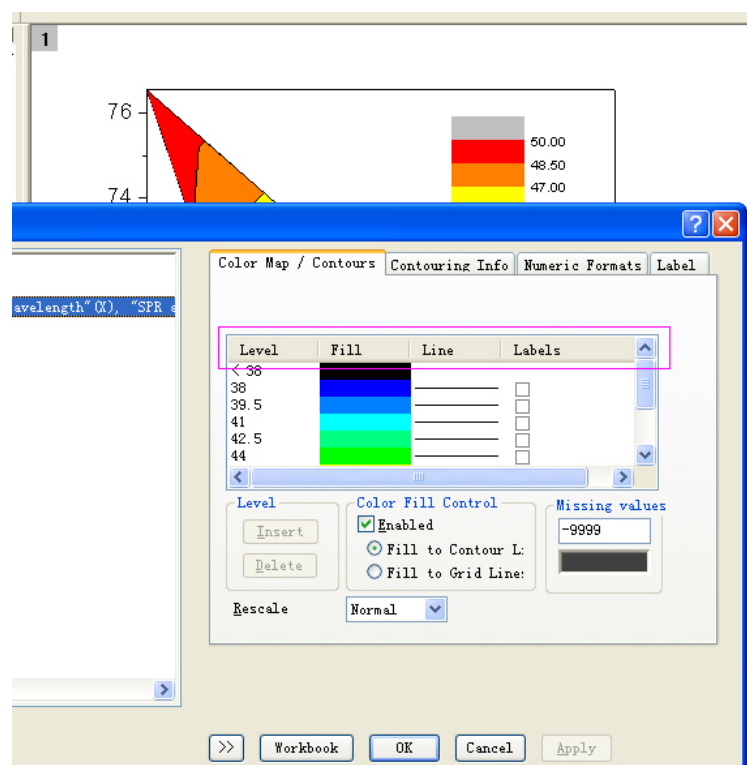 1
76
50.00
48.50
47.00
74
?
Color Map / Contours Contouring Info Numeric Formats Label
avelength"(X), "SPR
Level Fill Line Labels
< 38
38
39.5
41
42.5
44
Level Color Fill Control Missing values
Insert Enabled -9999
Fill to Contour L:
Delete Fill to Grid Line:
Rescale Normal
>> Workbook OK Cancel Apply